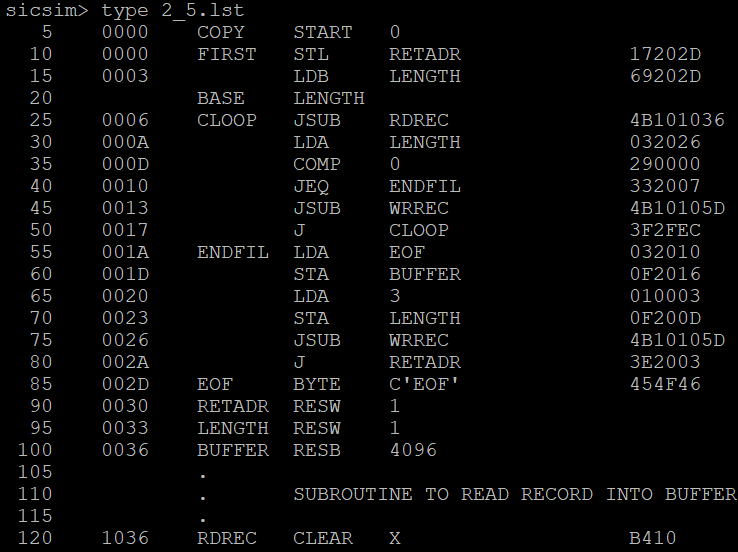 sicsim> type 2_5.lst
5 0000 COPY START 0
10 0000 FIRST STL RETADR 17202D
15 0003 LDB LENGTH 69202D
20 BASE LENGTH
25 0006 CLOOP JSUB RDREC 4B101036
30 000A LDA LENGTH 032026
35 000D COMP 0 290000
40 0010 JEQ ENDFIL 332007
45 0013 JSUB WRREC 4B10105D
50 0017 J CLOOP 3F2FEC
55 001A ENDFIL LDA EOF 032010
60 001D STA BUFFER 0F2016
65 0020 LDA 3 010003
70 0023 STA LENGTH 0F200D
75 0026 JSUB WRREC 4B10105D
80 002A J RETADR 3E2003
85 002D EOF BYTE C'EOF' 454F46
90 0030 RETADR RESW 1
95 0033 LENGTH RESW 1
100 0036 BUFFER RESB 4096
105 .
110 . SUBROUTINE TO READ RECORD INTO BUFFER
115 .
120 1036 RDREC CLEAR X B410